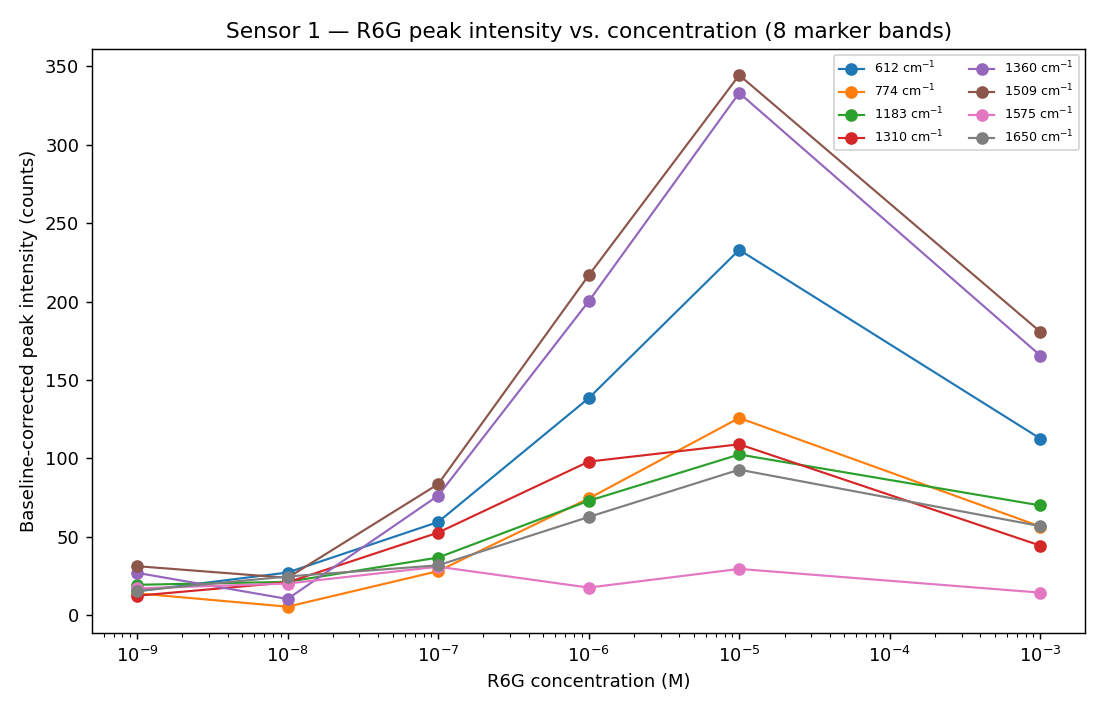 Sensor 1 — R6G peak intensity vs. concentration (8 marker bands)
612 cm⁻¹
774 cm⁻¹
1183 cm⁻¹
1310 cm⁻¹
1360 cm⁻¹
1509 cm⁻¹
1575 cm⁻¹
1650 cm⁻¹
Baseline-corrected peak intensity (counts)
350
300
250
200
150
100
50
0
10⁻⁹ 10⁻⁸ 10⁻⁷ 10⁻⁶ 10⁻⁵ 10⁻⁴ 10⁻³
R6G concentration (M)